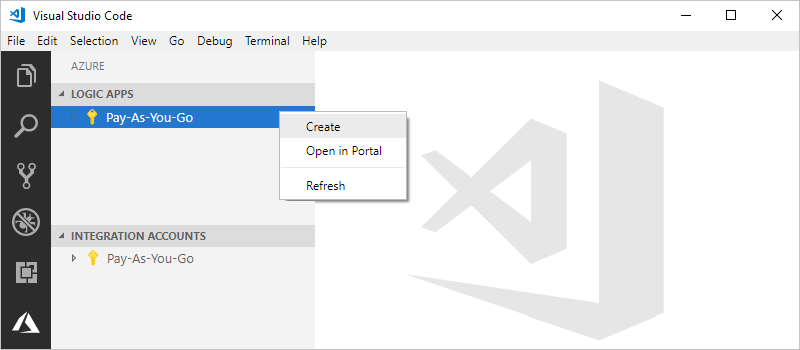 Visual Studio Code
File Edit Selection View Go Debug Terminal Help
AZURE
LOGIC APPS
Pay-As-You-Go
Create
Open in Portal
Refresh
INTEGRATION ACCOUNTS
Pay-As-You-Go